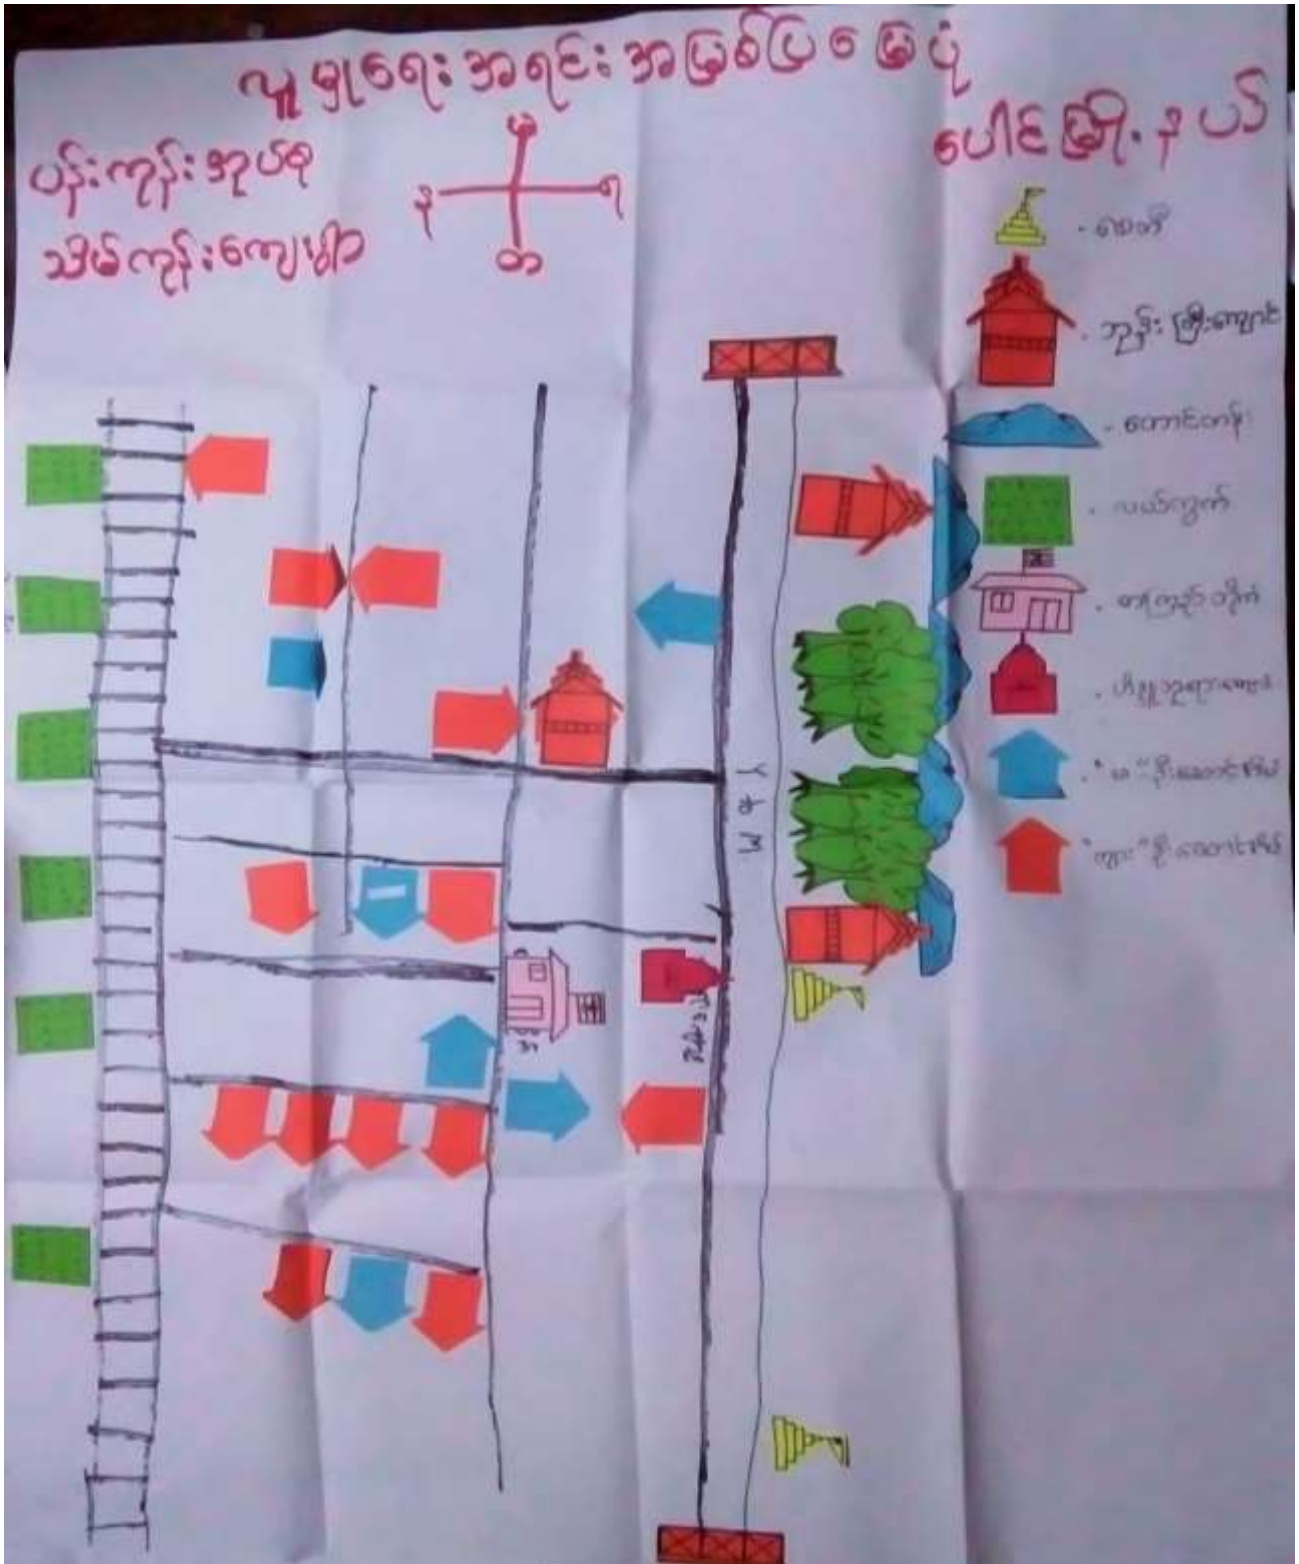 လူမှုရေးအရင်းအမြစ်ပြမြေပုံ
ပန်းကုန်းအုပ်စု
သိမ်ကုန်းကျေးရွာ
ပေါင်မြို့နယ်
မ
န
ရ
တ
စေတီ
ဘုန်းကြီးကျောင်း
တောင်တန်း
လယ်ကွက်
စာကြည့်တိုက်
ဟိန္ဒူဘုရားကျောင်း
"မ" ဦးဆောင်အိမ်
"ကျား" ဦးဆောင်အိမ်
Y
M